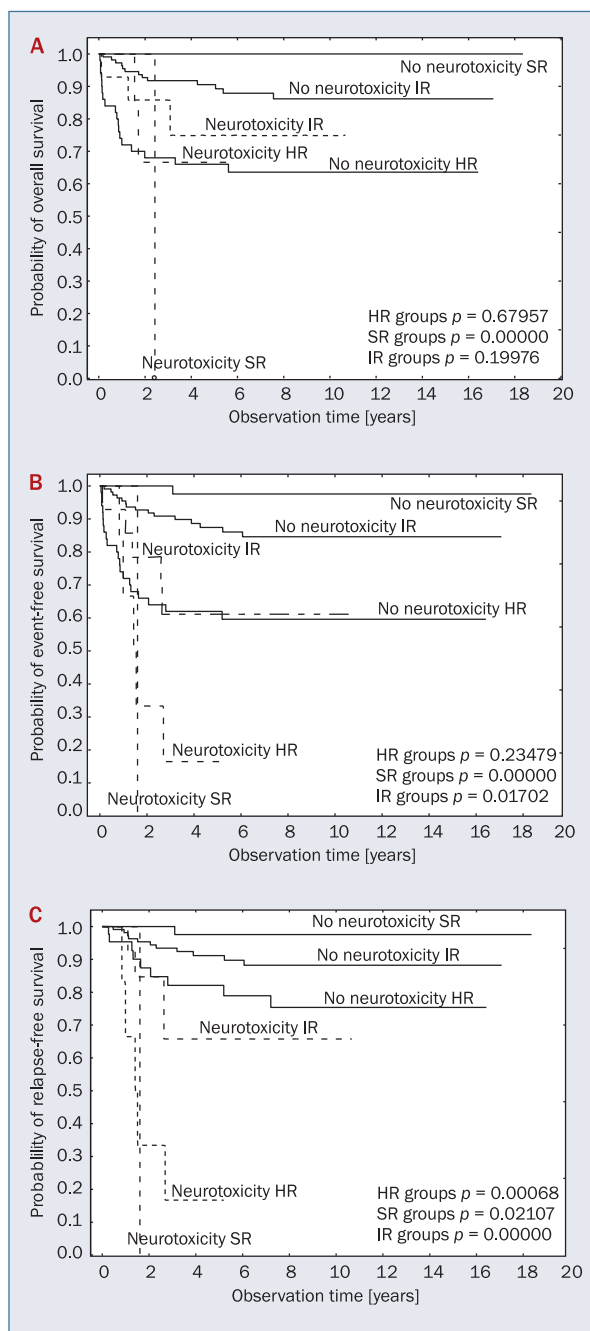 A
1.0
0.9
0.8
0.7
0.6
0.5
0.4
0.3
0.2
0.1
0.0
Probability of overall survival
No neurotoxicity SR
No neurotoxicity IR
Neurotoxicity IR
Neurotoxicity HR
No neurotoxicity HR
Neurotoxicity SR
HR groups p = 0.67957
SR groups p = 0.00000
IR groups p = 0.19976
0 2 4 6 8 10 12 14 16 18 20
Observation time [years]
B
1.0
0.9
0.8
0.7
0.6
0.5
0.4
0.3
0.2
0.1
0.0
Probability of event-free survival
No neurotoxicity SR
No neurotoxicity IR
Neurotoxicity IR
No neurotoxicity HR
Neurotoxicity HR
Neurotoxicity SR
HR groups p = 0.23479
SR groups p = 0.00000
IR groups p = 0.01702
0 2 4 6 8 10 12 14 16 18 20
Observation time [years]
C
1.0
0.9
0.8
0.7
0.6
0.5
0.4
0.3
0.2
0.1
0.0
Probablility of relapse-free survival
No neurotoxicity SR
No neurotoxicity IR
No neurotoxicity HR
Neurotoxicity IR
Neurotoxicity HR
Neurotoxicity SR
HR groups p = 0.00068
SR groups p = 0.02107
IR groups p = 0.00000
0 2 4 6 8 10 12 14 16 18 20
Observation time [years]